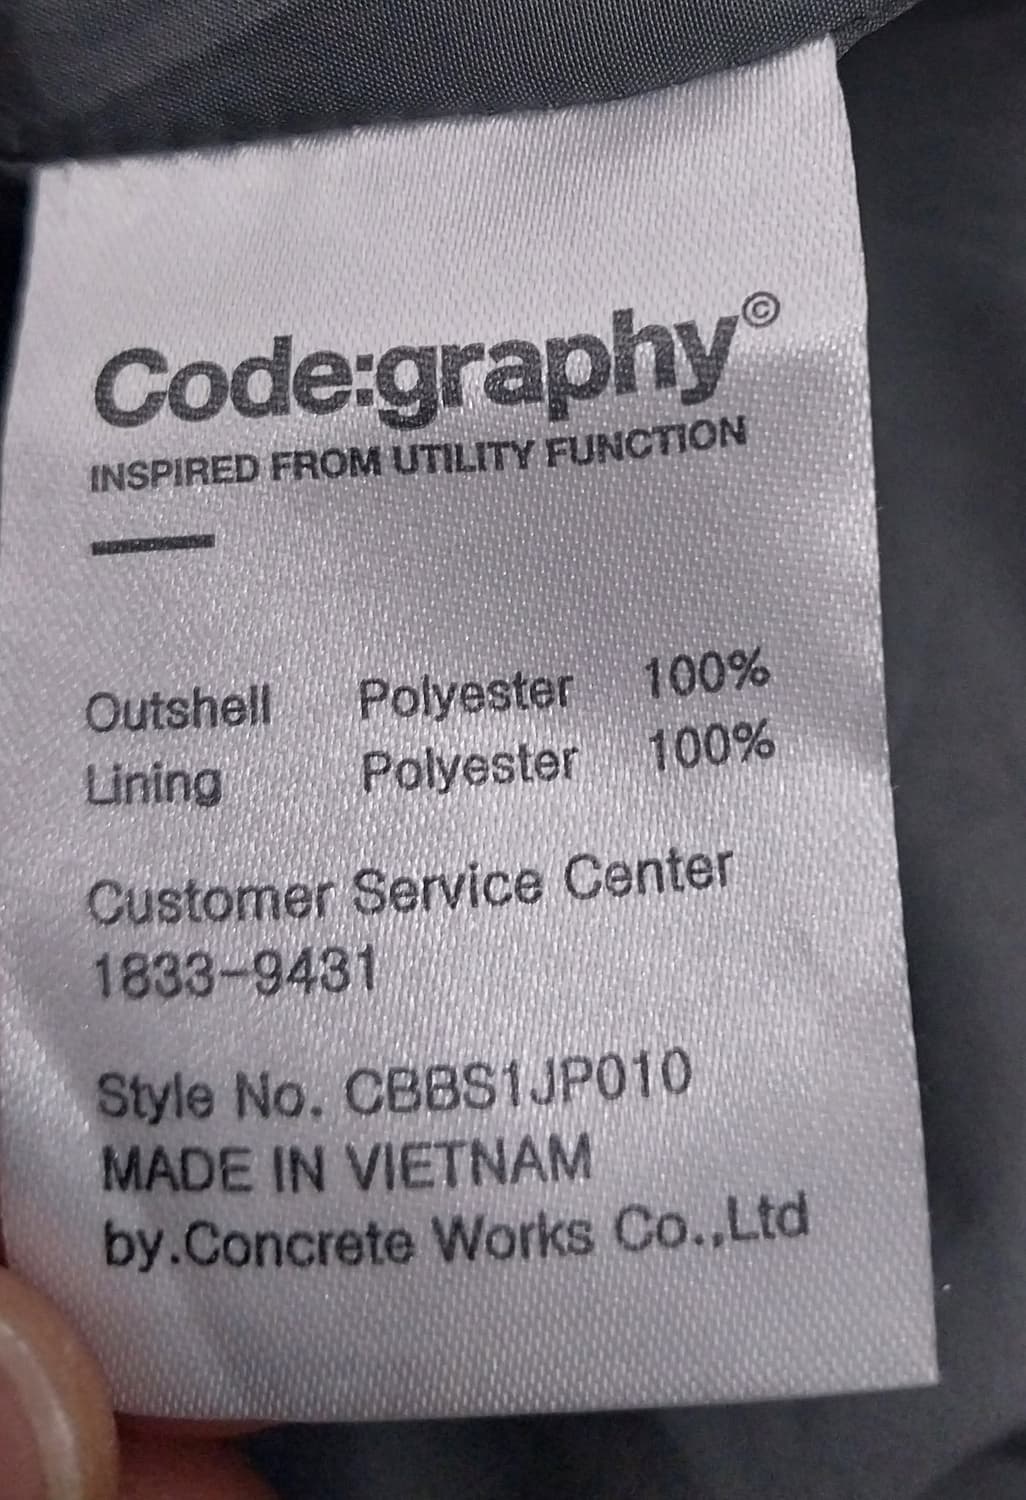 Code:graphy©
INSPIRED FROM UTILITY FUNCTION
Outshell Polyester 100%
Lining Polyester 100%
Customer Service Center
1833-9431
Style No. CBBS1JP010
MADE IN VIETNAM
by.Concrete Works Co.,Ltd